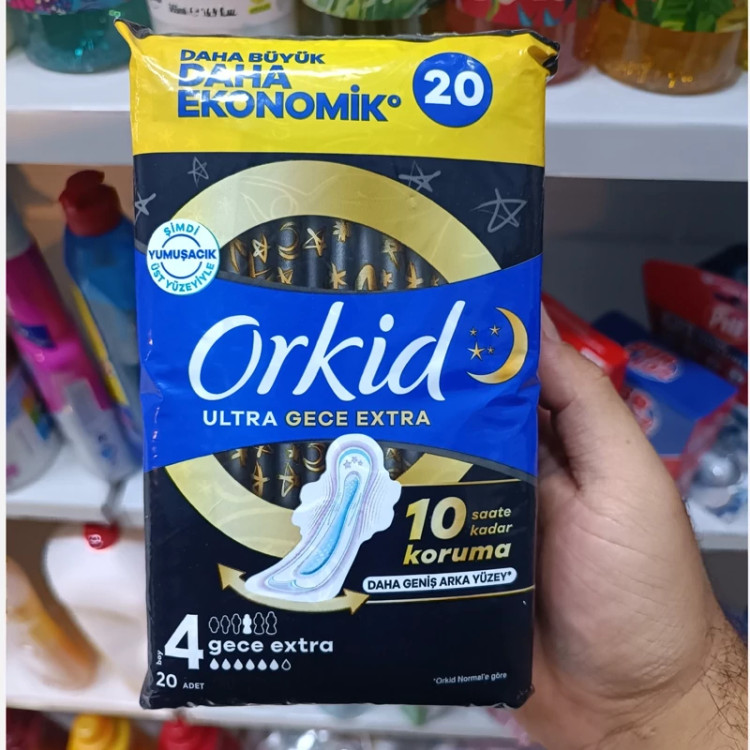 DAHA BÜYÜK
DAHA
EKONOMİK°
20
ŞİMDİ
YUMUŞACIK
ÜST YÜZEYİYLE
Orkid
ULTRA GECE EXTRA
10 saate
kadar
koruma
DAHA GENİŞ ARKA YÜZEY*
boy 4
gece extra
20 ADET
*Orkid Normal'e göre